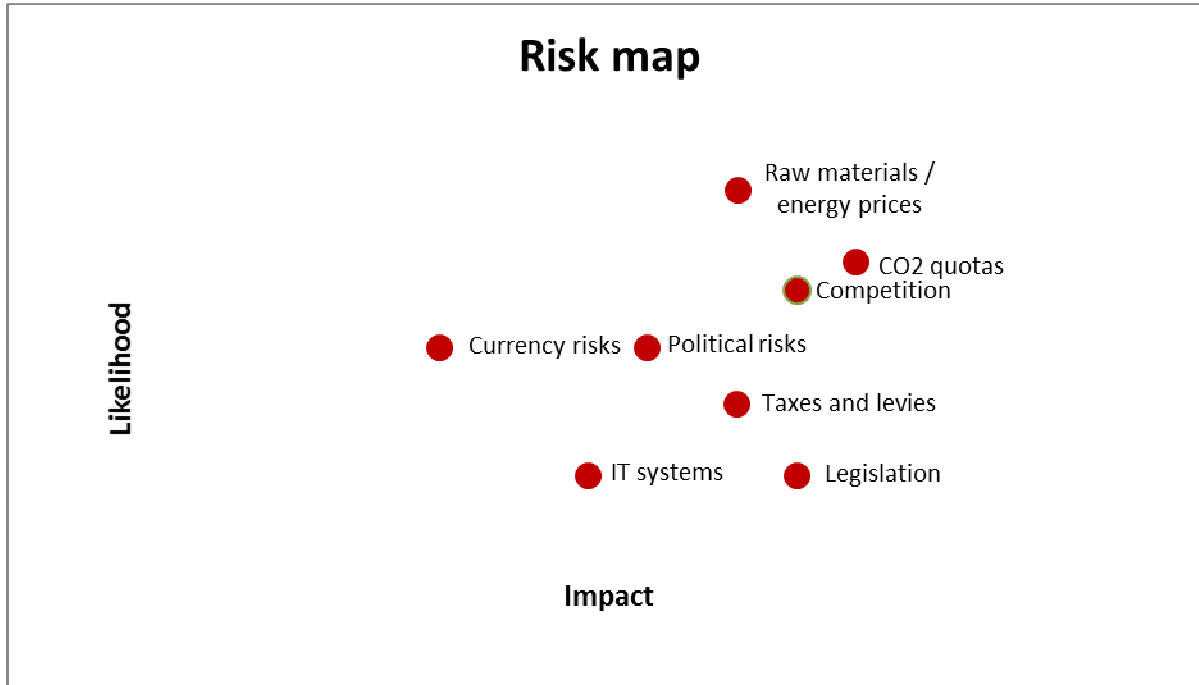 Risk map
Raw materials /
energy prices
CO2 quotas
Competition
Currency risks
Political risks
Likelihood
Taxes and levies
IT systems
Legislation
Impact